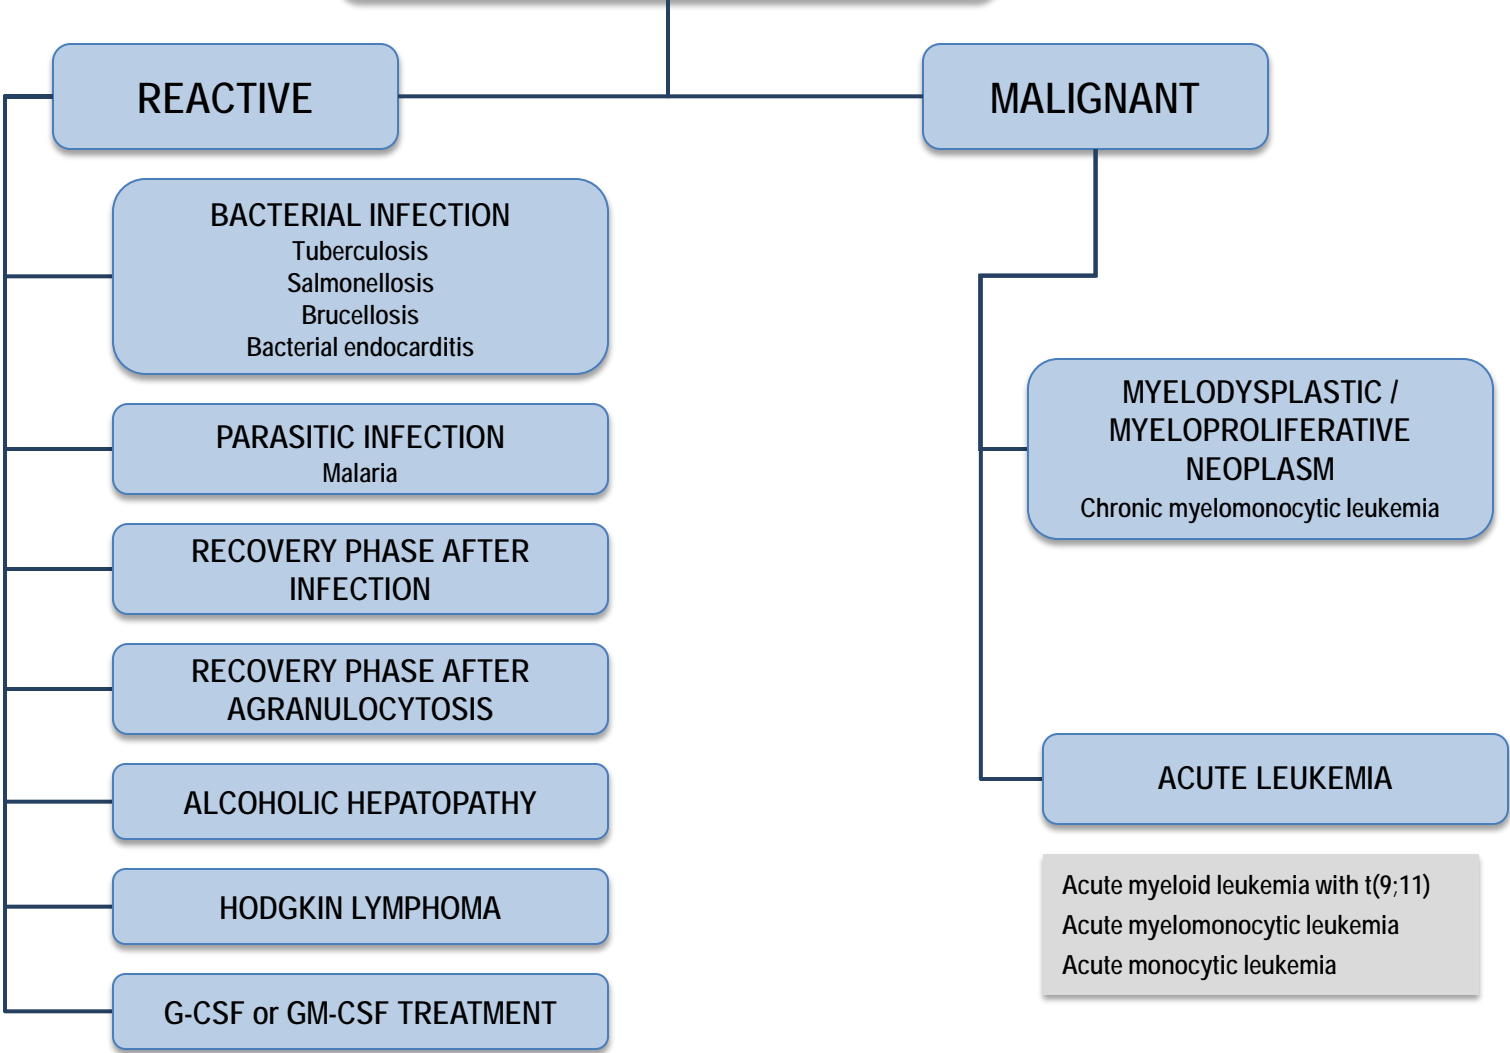 REACTIVE
MALIGNANT
BACTERIAL INFECTION
Tuberculosis
Salmonellosis
Brucellosis
Bacterial endocarditis
PARASITIC INFECTION
Malaria
RECOVERY PHASE AFTER
INFECTION
RECOVERY PHASE AFTER
AGRANULOCYTOSIS
ALCOHOLIC HEPATOPATHY
HODGKIN LYMPHOMA
G-CSF or GM-CSF TREATMENT
MYELODYSPLASTIC /
MYELOPROLIFERATIVE
NEOPLASM
Chronic myelomonocytic leukemia
ACUTE LEUKEMIA
Acute myeloid leukemia with t(9;11)
Acute myelomonocytic leukemia
Acute monocytic leukemia